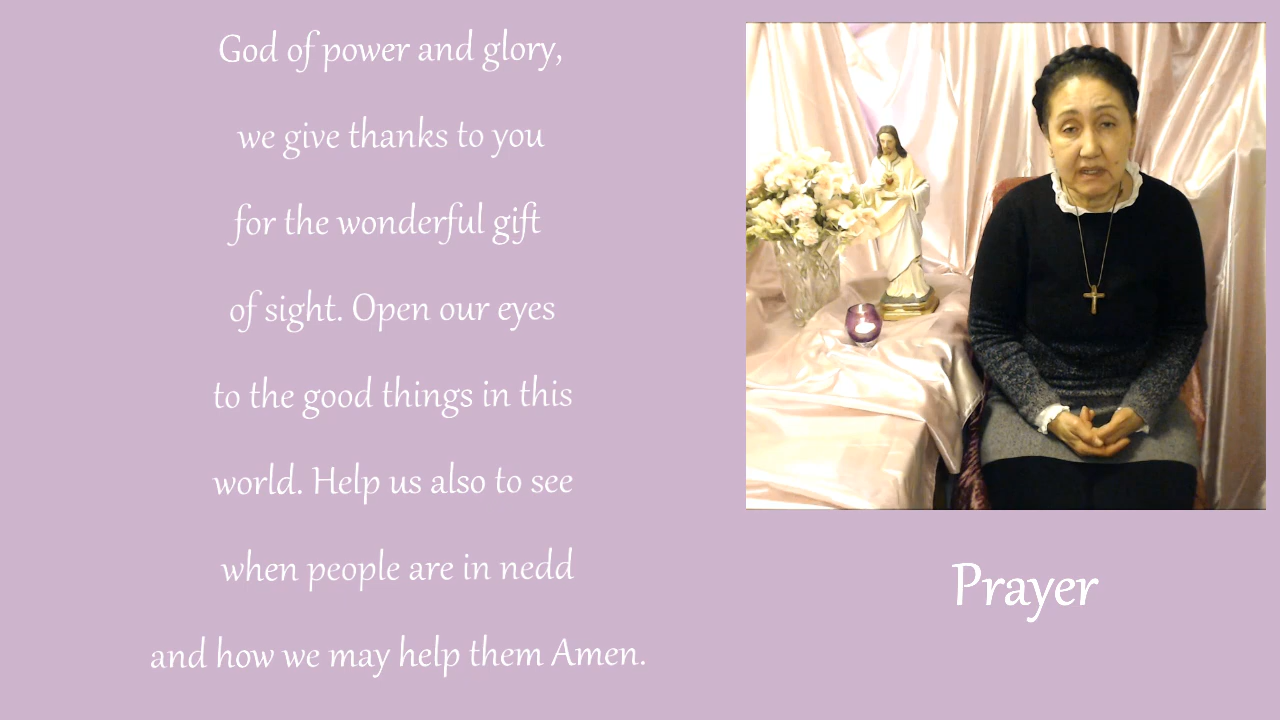 God of power and glory,
we give thanks to you
for the wonderful gift
of sight. Open our eyes
to the good things in this
world. Help us also to see
when people are in nedd
and how we may help them Amen.
Prayer